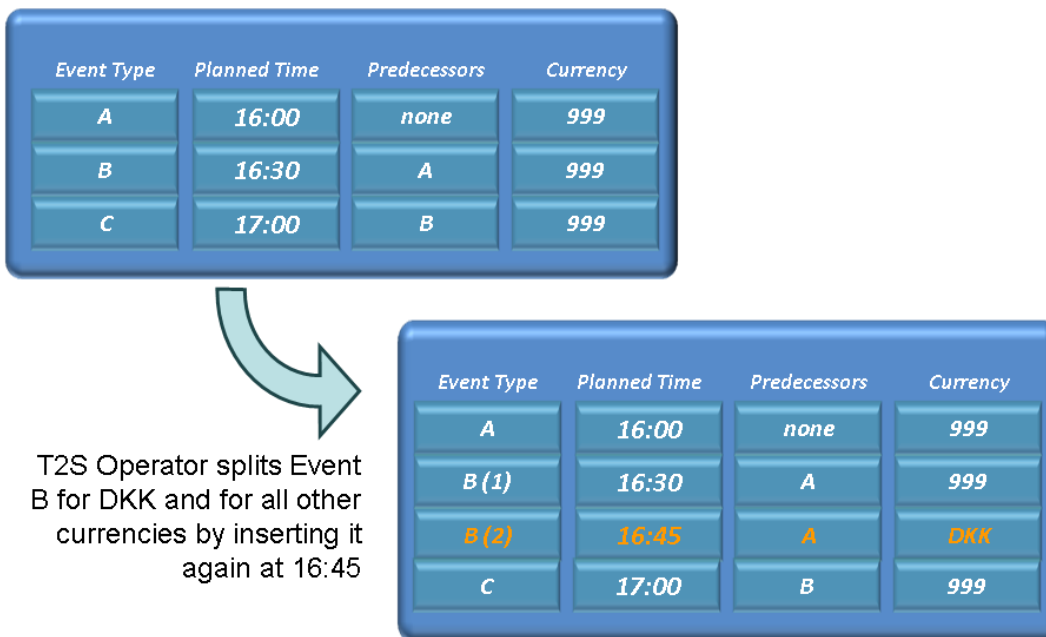 Event Type Planned Time Predecessors Currency
A 16:00 none 999
B 16:30 A 999
C 17:00 B 999
T2S Operator splits Event
B for DKK and for all other
currencies by inserting it
again at 16:45
Event Type Planned Time Predecessors Currency
A 16:00 none 999
B (1) 16:30 A 999
B (2) 16:45 A DKK
C 17:00 B 999